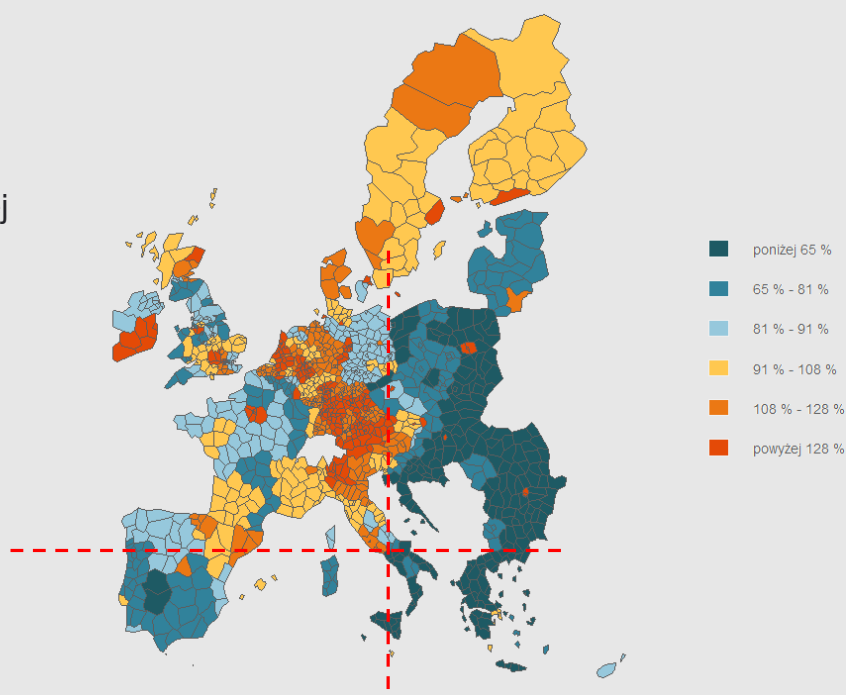 j
poniżej 65 %
65 % - 81 %
81 % - 91 %
91 % - 108 %
108 % - 128 %
powyżej 128 %